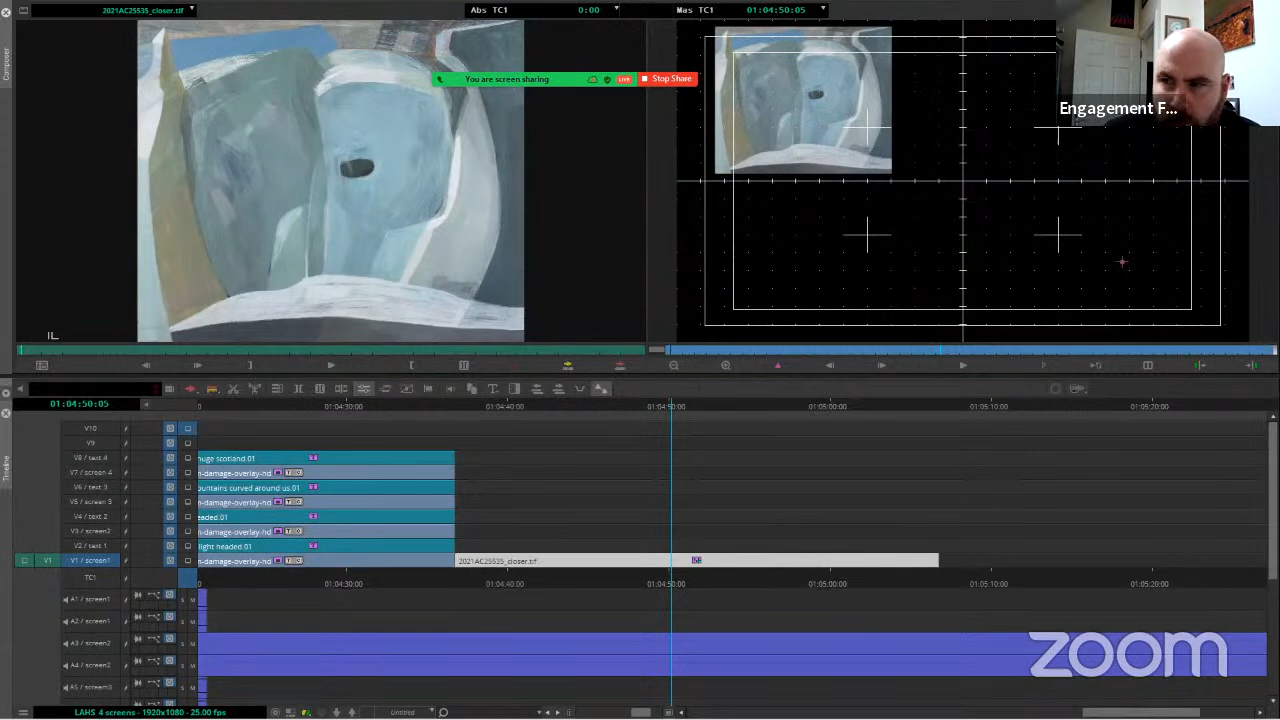 2021AC25535_closer.tif
Abs TC1
0:00
Mas TC1
01:04:50:05
Composer
You are screen sharing
LIVE
Stop Share
Engagement F...
01:04:50:05
0
01:04:30:00
01:04:40:00
01:04:50:00
01:05:00:00
01:05:10:00
01:05:20:00
Timeline
V10
V9
V8 / text 4
huge scotland.01
V7 / screen 4
n-damage-overlay-hd
V6 / text 3
ountains curved around us.01
V5 / screen 3
n-damage-overlay-hd
V4 / text 2
eaded.01
V3 / screen2
n-damage-overlay-hd
V2 / text 1
light headed 01
V1
V1 / screen1
n-damage-overlay-hd
2021AC25535_closer.tif
TC1
0
01:04:30:00
01:04:40:00
01:04:50:00
01:05:00:00
01:05:10:00
01:05:20:00
A1 / screen1
S M
A2 / screen1
S M
A3 / screen2
S M
A4 / screen2
S M
A5 / screen3
S M
zoom
LAHS 4 screens - 1920x1080 - 25.00 fps
Untitled